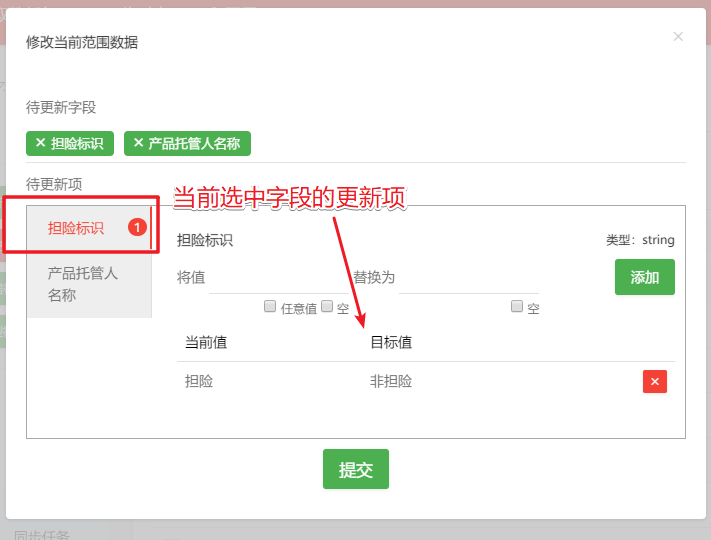 修改当前范围数据
×
待更新字段
× 担险标识 × 产品托管人名称
待更新项
当前选中字段的更新项
担险标识 1
产品托管人
名称
担险标识 类型：string
将值 替换为 添加
任意值 空 空
当前值 目标值
担险 非担险 ×
提交
同步任务